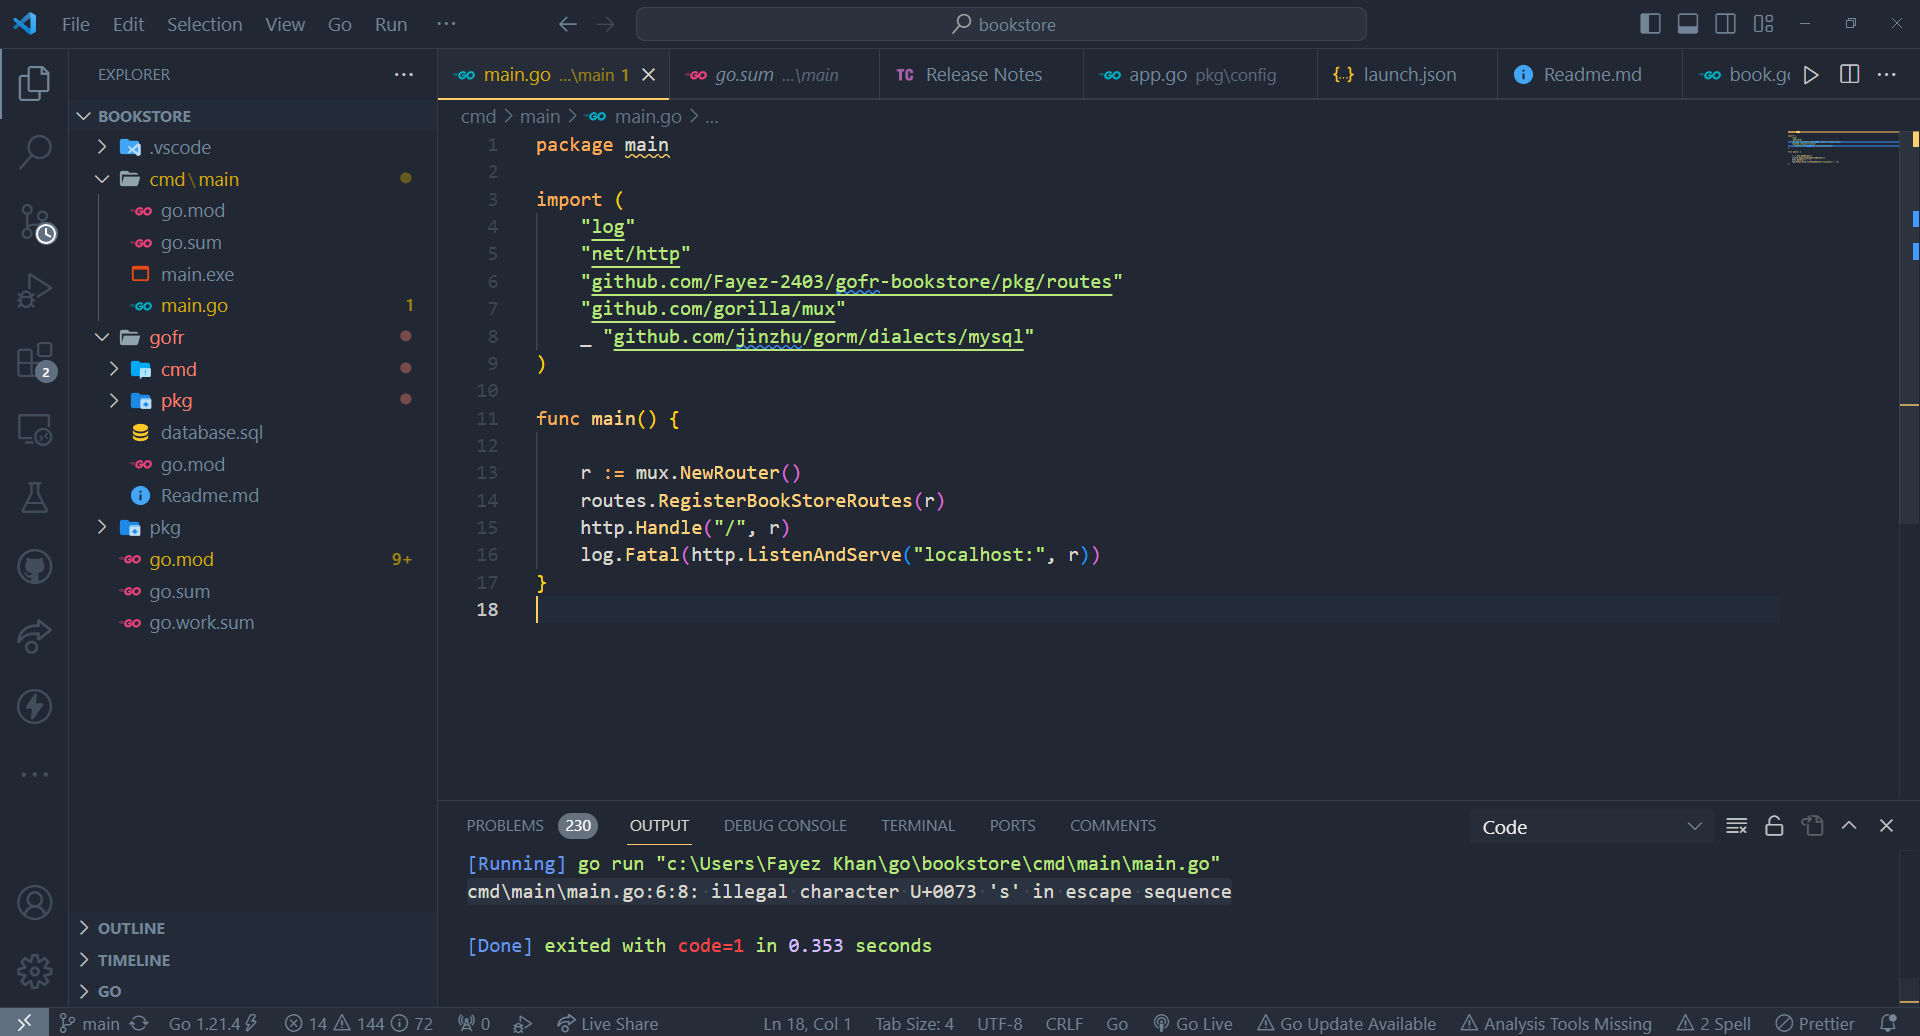 File Edit Selection View Go Run ··· bookstore
EXPLORER
BOOKSTORE
.vscode
cmd\main
go.mod
go.sum
main.exe
main.go 1
gofr
cmd
pkg
database.sql
go.mod
Readme.md
pkg
go.mod 9+
go.sum
go.work.sum
OUTLINE
TIMELINE
GO
2
main.go ...\main 1 go.sum ...\main TC Release Notes app.go pkg\config launch.json Readme.md book.g
cmd > main > main.go > ...
1 package main
2
3 import (
4 "log"
5 "net/http"
6 "github.com/Fayez-2403/gofr-bookstore/pkg/routes"
7 "github.com/gorilla/mux"
8 _ "github.com/jinzhu/gorm/dialects/mysql"
9 )
10
11 func main() {
12
13 r := mux.NewRouter()
14 routes.RegisterBookStoreRoutes(r)
15 http.Handle("/", r)
16 log.Fatal(http.ListenAndServe("localhost:", r))
17 }
18
PROBLEMS 230 OUTPUT DEBUG CONSOLE TERMINAL PORTS COMMENTS Code
[Running] go run "c:\Users\Fayez Khan\go\bookstore\cmd\main\main.go"
cmd\main\main.go:6:8: illegal character U+0073 's' in escape sequence
[Done] exited with code=1 in 0.353 seconds
main Go 1.21.4 14 144 72 0 Live Share Ln 18, Col 1 Tab Size: 4 UTF-8 CRLF Go Go Live Go Update Available Analysis Tools Missing 2 Spell Prettier